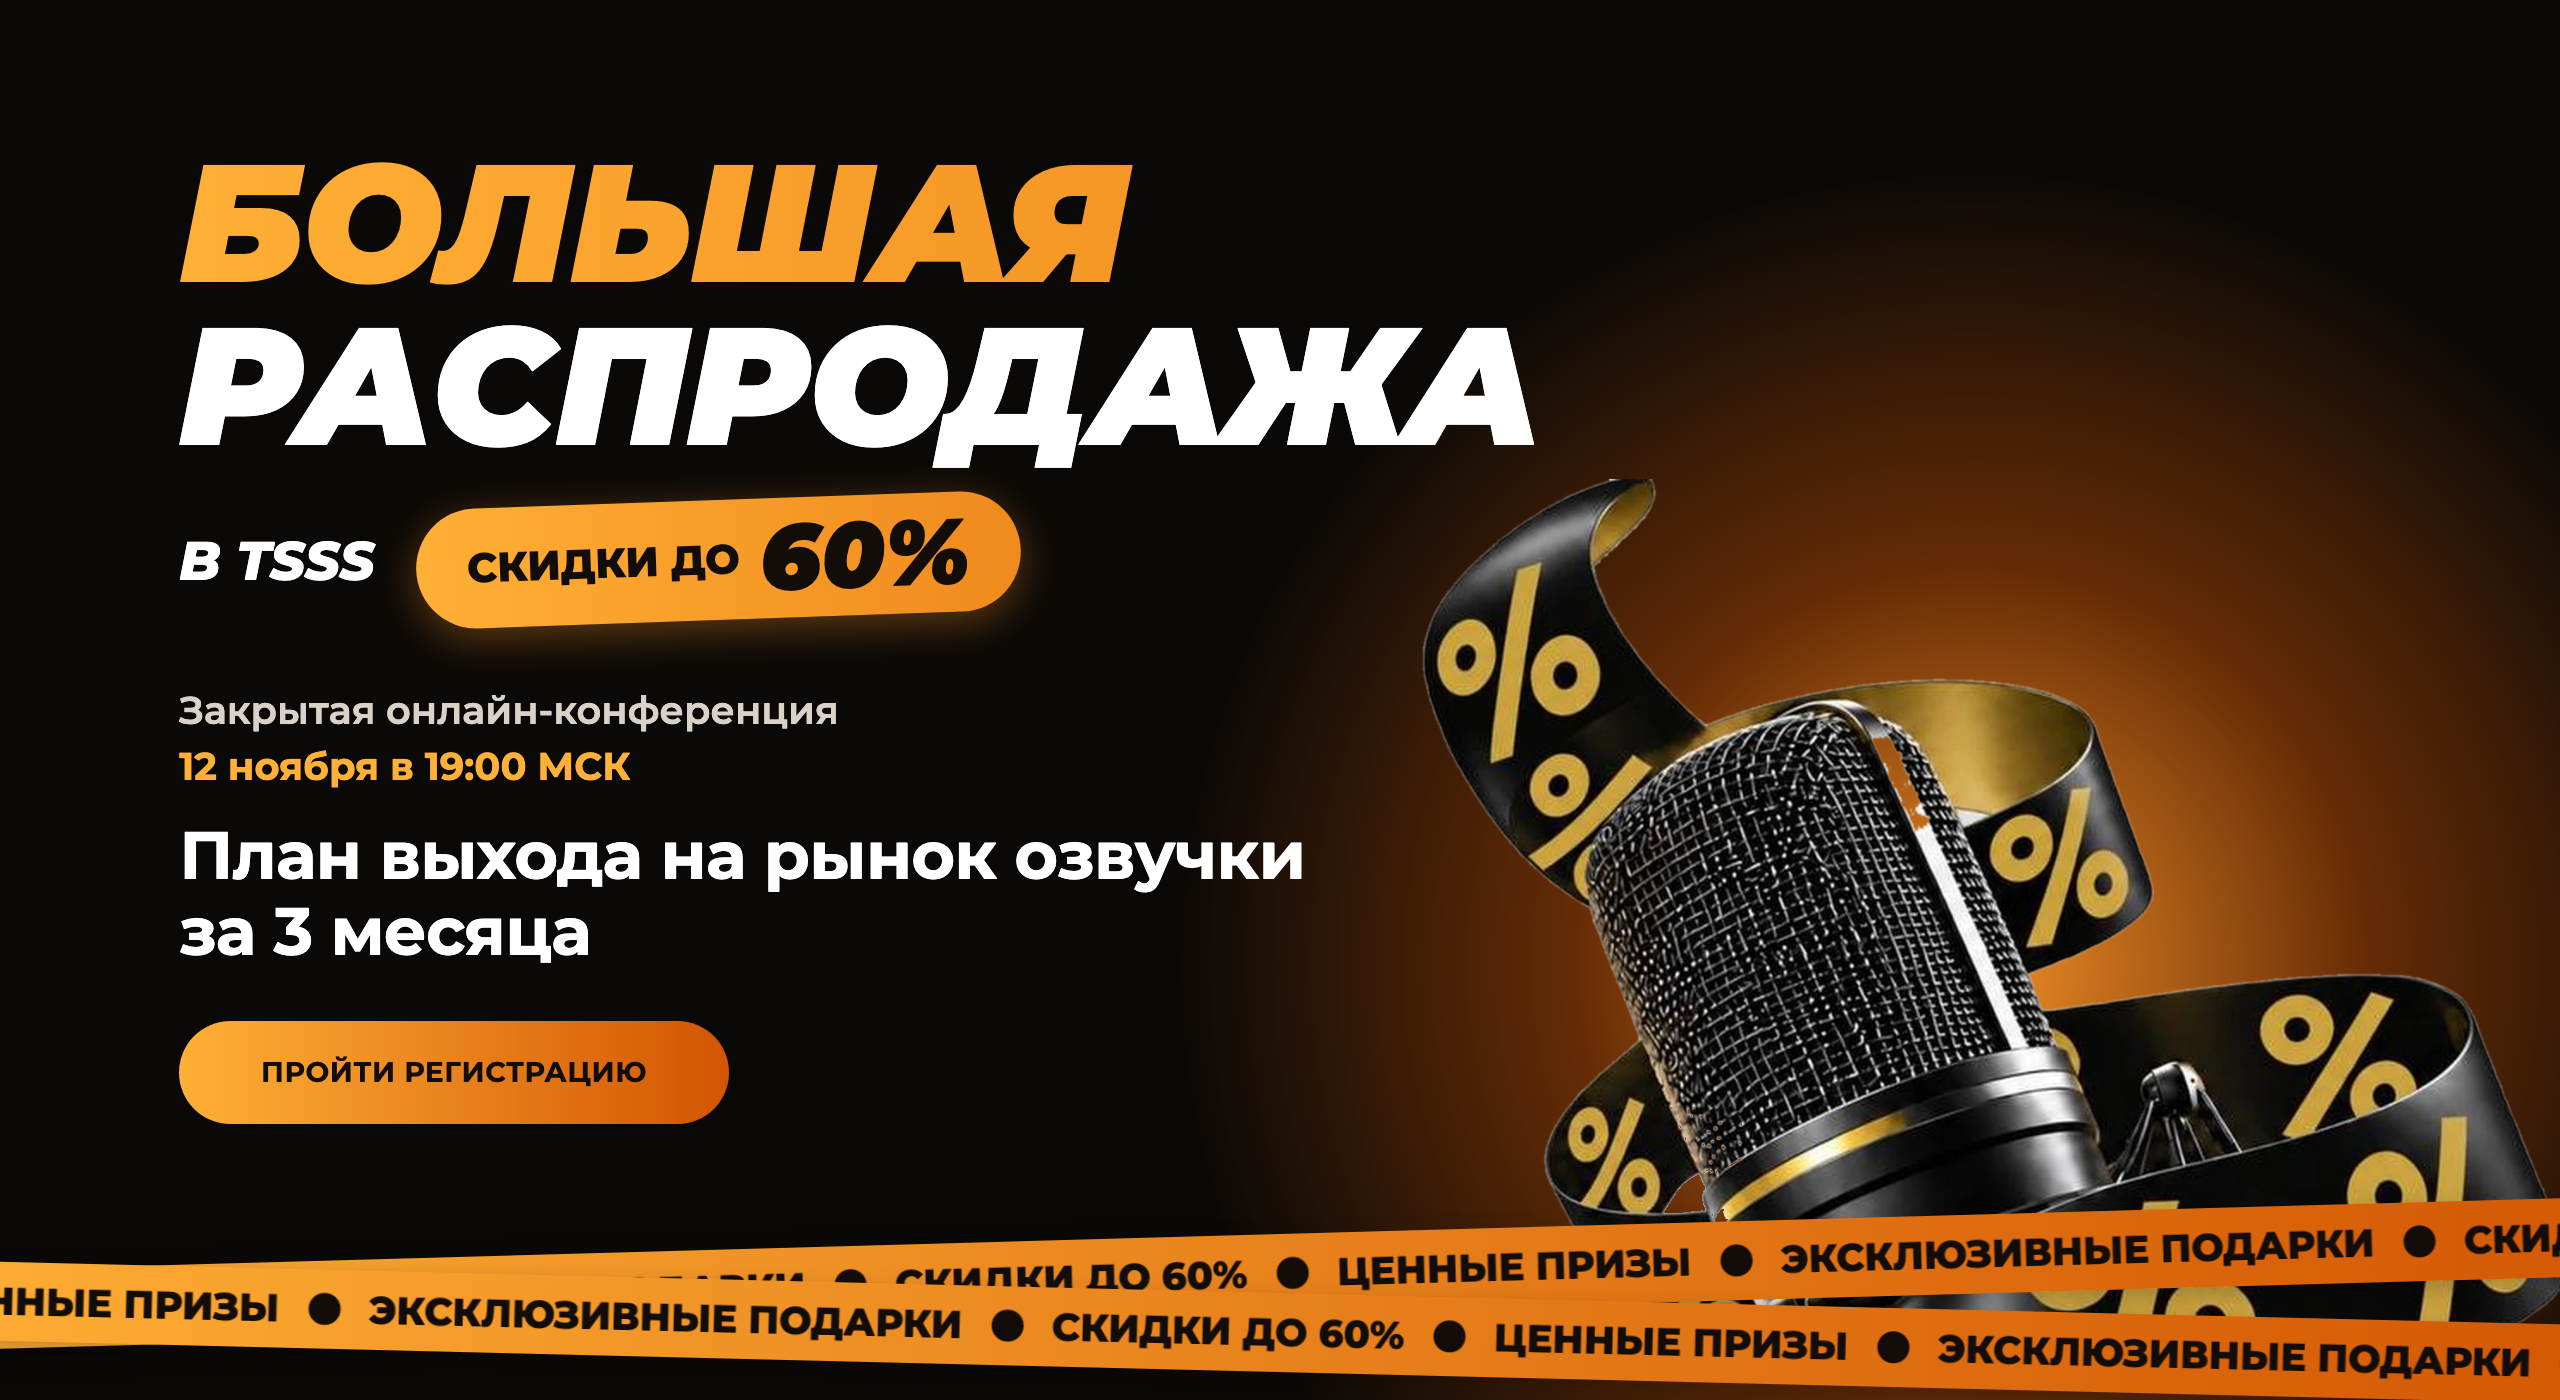 БОЛЬШАЯ
РАСПРОДАЖА
В TSSS
СКИДКИ ДО 60%
Закрытая онлайн-конференция
12 ноября в 19:00 МСК
План выхода на рынок озвучки
за 3 месяца
ПРОЙТИ РЕГИСТРАЦИЮ
% % % % % %
СКИДКИ ДО 60% ● ЦЕННЫЕ ПРИЗЫ ● ЭКСКЛЮЗИВНЫЕ ПОДАРКИ ●
ПРИЗЫ ● ЭКСКЛЮЗИВНЫЕ ПОДАРКИ ● СКИДКИ ДО 60% ● ЦЕННЫЕ ПРИЗЫ ● ЭКСКЛЮЗИВНЫЕ ПОДАРКИ